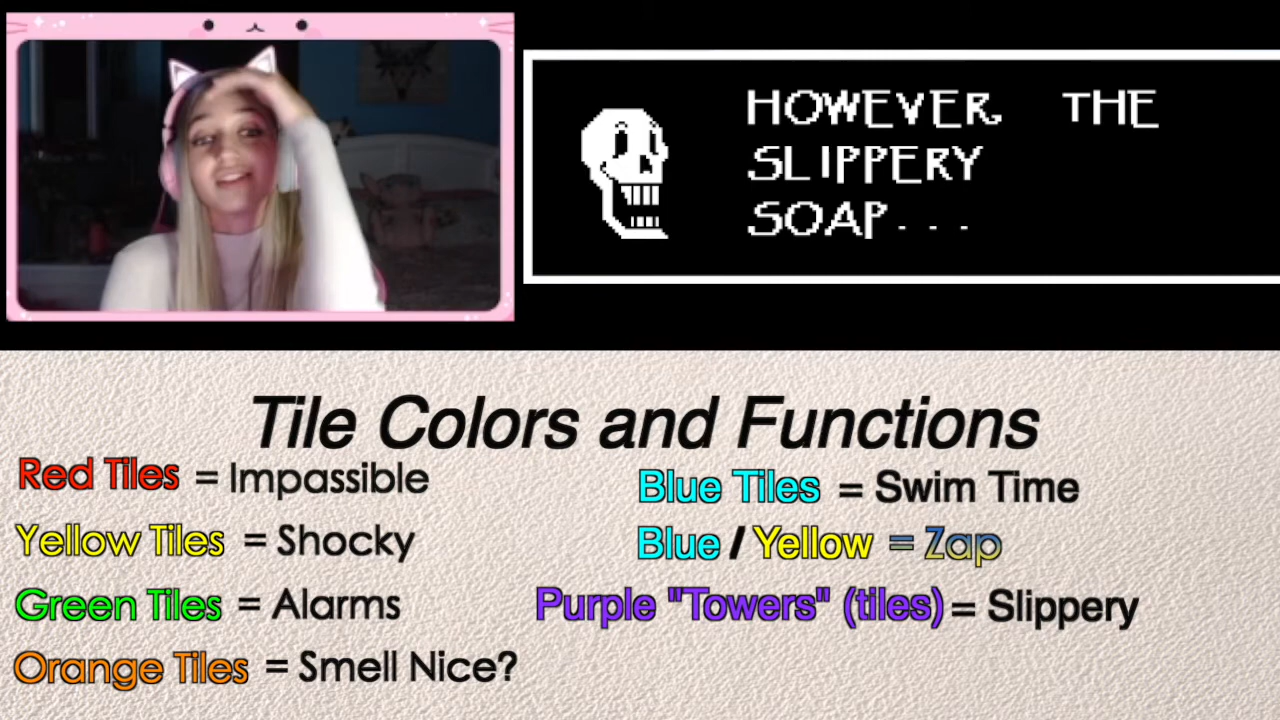 HOWEVER, THE
SLIPPERY
SOAP...
Tile Colors and Functions
Red Tiles = Impassible
Yellow Tiles = Shocky
Green Tiles = Alarms
Orange Tiles = Smell Nice?
Blue Tiles = Swim Time
Blue / Yellow = Zap
Purple "Towers" (tiles) = Slippery